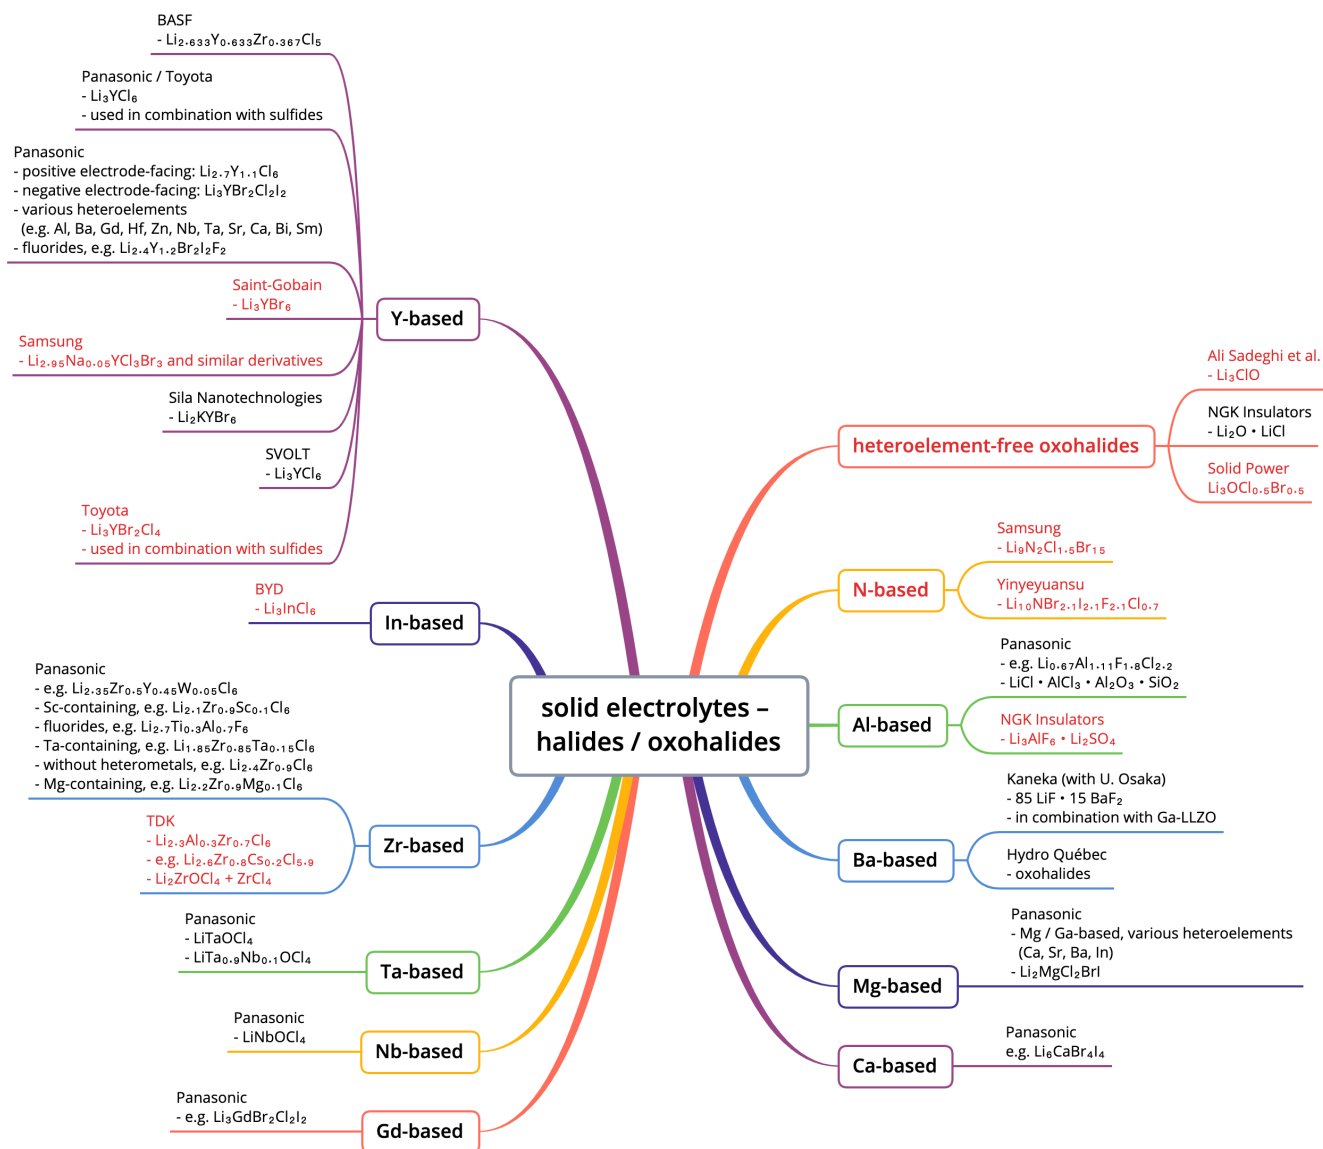 BASF
- Li₂.₆₃₃Y₀.₆₃₃Zr₀.₃₆₇Cl₅
Panasonic / Toyota
- Li₃YCl₆
- used in combination with sulfides
Panasonic
- positive electrode-facing: Li₂.₇Y₁.₁Cl₆
- negative electrode-facing: Li₃YBr₂Cl₂I₂
- various heteroelements
(e.g. Al, Ba, Gd, Hf, Zn, Nb, Ta, Sr, Ca, Bi, Sm)
- fluorides, e.g. Li₂.₄Y₁.₂Br₂I₂F₂
Saint-Gobain
- Li₃YBr₆
Samsung
- Li₂.₉₅Na₀.₀₅YCl₃Br₃ and similar derivatives
Sila Nanotechnologies
- Li₂KYBr₆
SVOLT
- Li₃YCl₆
Toyota
- Li₃YBr₂Cl₄
- used in combination with sulfides
Y-based
BYD
- Li₃InCl₆
In-based
Panasonic
- e.g. Li₂.₃₅Zr₀.₅Y₀.₄₅W₀.₀₅Cl₆
- Sc-containing, e.g. Li₂.₁Zr₀.₉Sc₀.₁Cl₆
- fluorides, e.g. Li₂.₇Ti₀.₃Al₀.₇F₆
- Ta-containing, e.g. Li₁.₈₅Zr₀.₈₅Ta₀.₁₅Cl₆
- without heterometals, e.g. Li₂.₄Zr₀.₉Cl₆
- Mg-containing, e.g. Li₂.₂Zr₀.₉Mg₀.₁Cl₆
TDK
- Li₂.₃Al₀.₃Zr₀.₇Cl₆
- e.g. Li₂.₆Zr₀.₈Cs₀.₂Cl₅.₉
- Li₂ZrOCl₄ + ZrCl₄
Zr-based
Panasonic
- LiTaOCl₄
- LiTa₀.₉Nb₀.₁OCl₄
Ta-based
Panasonic
- LiNbOCl₄
Nb-based
Panasonic
- e.g. Li₃GdBr₂Cl₂I₂
Gd-based
solid electrolytes –
halides / oxohalides
heteroelement-free oxohalides
Ali Sadeghi et al.
- Li₃ClO
NGK Insulators
- Li₂O • LiCl
Solid Power
Li₃OCl₀.₅Br₀.₅
N-based
Samsung
- Li₉N₂Cl₁.₅Br₁₅
Yinyeyuansu
- Li₁₀NBr₂.₁I₂.₁F₂.₁Cl₀.₇
Al-based
Panasonic
- e.g. Li₀.₆₇Al₁.₁₁F₁.₈Cl₂.₂
- LiCl • AlCl₃ • Al₂O₃ • SiO₂
NGK Insulators
- Li₃AlF₆ • Li₂SO₄
Ba-based
Kaneka (with U. Osaka)
- 85 LiF • 15 BaF₂
- in combination with Ga-LLZO
Hydro Québec
- oxohalides
Mg-based
Panasonic
- Mg / Ga-based, various heteroelements
(Ca, Sr, Ba, In)
- Li₂MgCl₂BrI
Ca-based
Panasonic
e.g. Li₆CaBr₄I₄